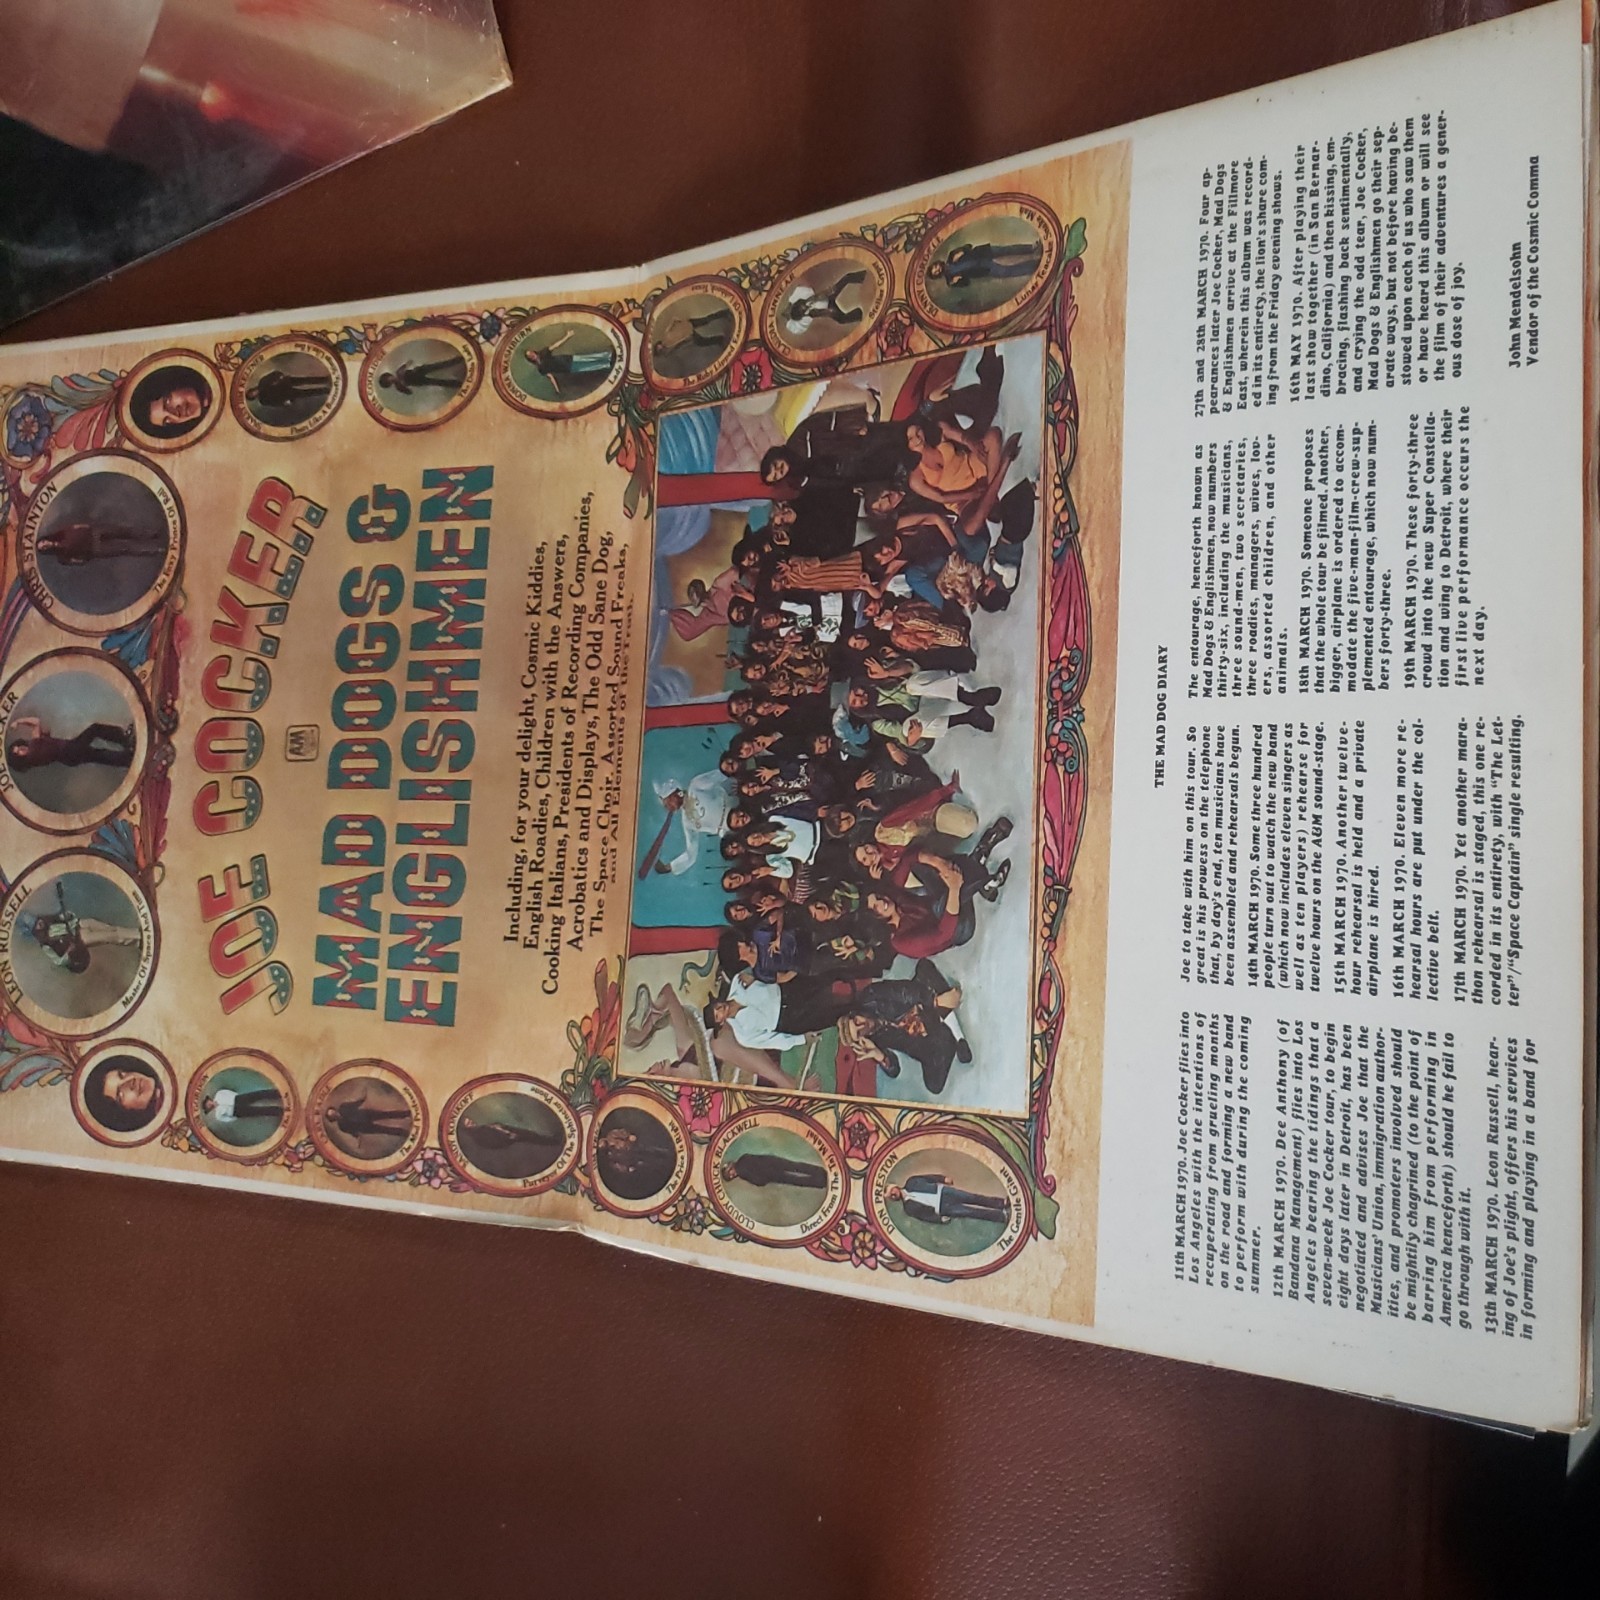 LEON RUSSELL
Master Of Space And Time
CHRIS STAINTON
JOE COCKER
MAD DOGS &
ENGLISHMEN
A&M
Including, for your delight, Cosmic Kiddies,
English Roadies, Children with the Answers,
Cooking Italians, Presidents of Recording Companies,
Acrobatics and Displays, The Odd Sane Dog,
The Space Choir, Assorted Sound Freaks,
and All Elements of the Truth.
DONNA WASHBURN
CLOUDY CHUCK BLACKWELL
DON PRESTON
The Gentle Giant
THE MAD DOG DIARY
11th MARCH 1970. Joe Cocker flies into
Los Angeles with the intentions of
recuperating from grueling months
on the road and forming a new band
to perform with during the coming
summer.
12th MARCH 1970. Dee Anthony (of
Bandana Management) flies into Los
Angeles bearing the tidings that a
seven-week Joe Cocker tour, to begin
eight days later in Detroit, has been
negotiated and advises Joe that the
Musicians' Union, immigration author-
ities, and promoters involved should
be mightily chagrined (to the point of
barring him from performing in
America henceforth) should he fail to
go through with it.
13th MARCH 1970. Leon Russell, hear-
ing of Joe's plight, offers his services
in forming and playing in a band for
Joe to take with him on this tour. So
great is his prowess on the telephone
that, by day's end, ten musicians have
been assembled and rehearsals begun.
14th MARCH 1970. Some three hundred
people turn out to watch the new band
(which now includes eleven singers as
well as ten players) rehearse for
twelve hours on the A&M sound-stage.
15th MARCH 1970. Another twelve-
hour rehearsal is held and a private
airplane is hired.
16th MARCH 1970. Eleven more re-
hearsal hours are put under the col-
lective belt.
17th MARCH 1970. Yet another mara-
thon rehearsal is staged, this one re-
corded in its entirety, with "The Let-
ter"/"Space Captain" single resulting.
The entourage, henceforth known as
Mad Dogs & Englishmen, now numbers
thirty-six, including the musicians,
three sound-men, two secretaries,
three roadies, managers, wives, lov-
ers, assorted children, and other
animals.
18th MARCH 1970. Someone proposes
that the whole tour be filmed. Another,
bigger, airplane is ordered to accom-
modate the five-man-film-crew-sup-
plemented entourage, which now num-
bers forty-three.
19th MARCH 1970. These forty-three
crowd into the new Super Constella-
tion and wing to Detroit, where their
first live performance occurs the
next day.
27th and 28th MARCH 1970. Four ap-
pearances later Joe Cocker, Mad Dogs
& Englishmen arrive at the Fillmore
East, wherein this album was record-
ed in its entirety, the lion's share com-
ing from the Friday evening shows.
16th MAY 1970. After playing their
last show together (in San Bernar-
dino, California) and then kissing, em-
bracing, flashing back sentimentally,
and crying the odd tear, Joe Cocker,
Mad Dogs & Englishmen go their sep-
arate ways, but not before having be-
stowed upon each of us who saw them
or have heard this album or will see
the film of their adventures a gener-
ous dose of joy.
John Mendelsohn
Vendor of the Cosmic Comma